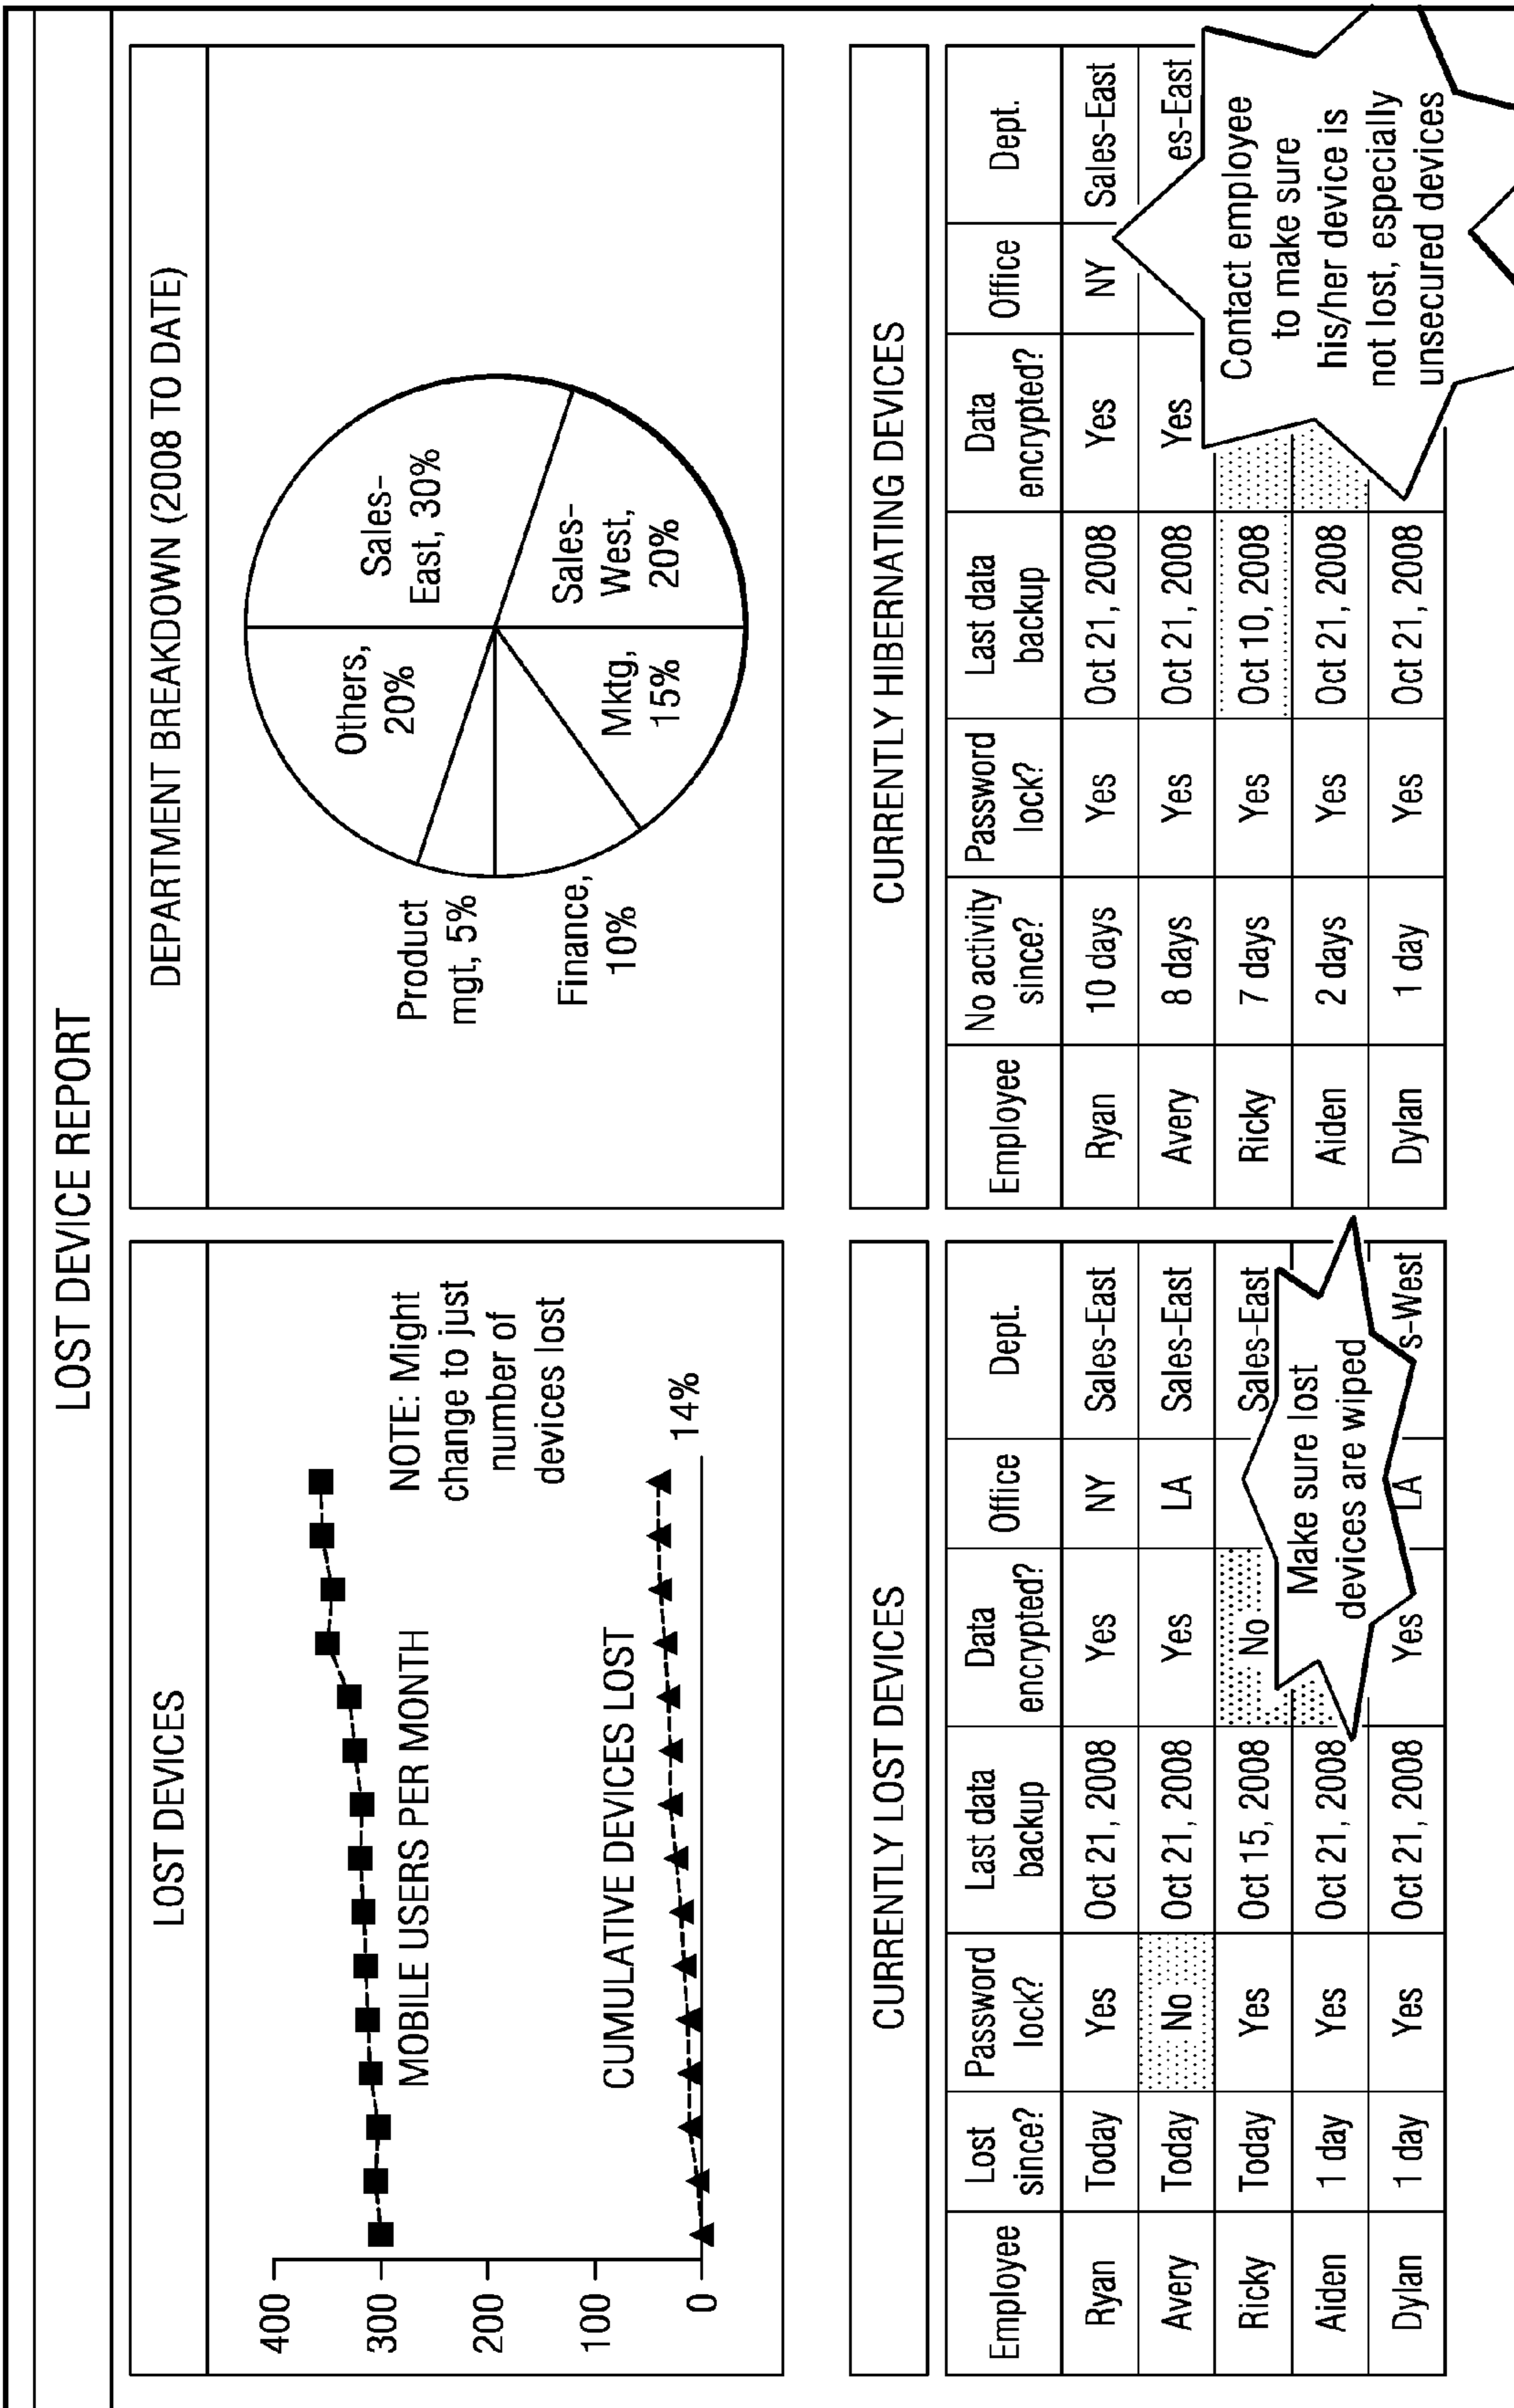 LOST DEVICE REPORT
LOST DEVICES
400
300
200
100
0
MOBILE USERS PER MONTH
CUMULATIVE DEVICES LOST
NOTE: Might
change to just
number of
devices lost
14%
DEPARTMENT BREAKDOWN (2008 TO DATE)
Others,
20%
Sales-
East, 30%
Product
mgt, 5%
Finance,
10%
Mktg,
15%
Sales-
West,
20%
CURRENTLY LOST DEVICES
Employee Lost since? Password lock? Last data backup Data encrypted? Office Dept.
Ryan Today Yes Oct 21, 2008 Yes NY Sales-East
Avery Today No Oct 21, 2008 Yes LA Sales-East
Ricky Today Yes Oct 15, 2008 No Sales-East
Aiden 1 day Yes Oct 21, 2008
Dylan 1 day Yes Oct 21, 2008 Yes LA s-West
Make sure lost
devices are wiped
CURRENTLY HIBERNATING DEVICES
Employee No activity since? Password lock? Last data backup Data encrypted? Office Dept.
Ryan 10 days Yes Oct 21, 2008 Yes NY Sales-East
Avery 8 days Yes Oct 21, 2008 Yes es-East
Ricky 7 days Yes Oct 10, 2008
Aiden 2 days Yes Oct 21, 2008
Dylan 1 day Yes Oct 21, 2008
Contact employee
to make sure
his/her device is
not lost, especially
unsecured devices